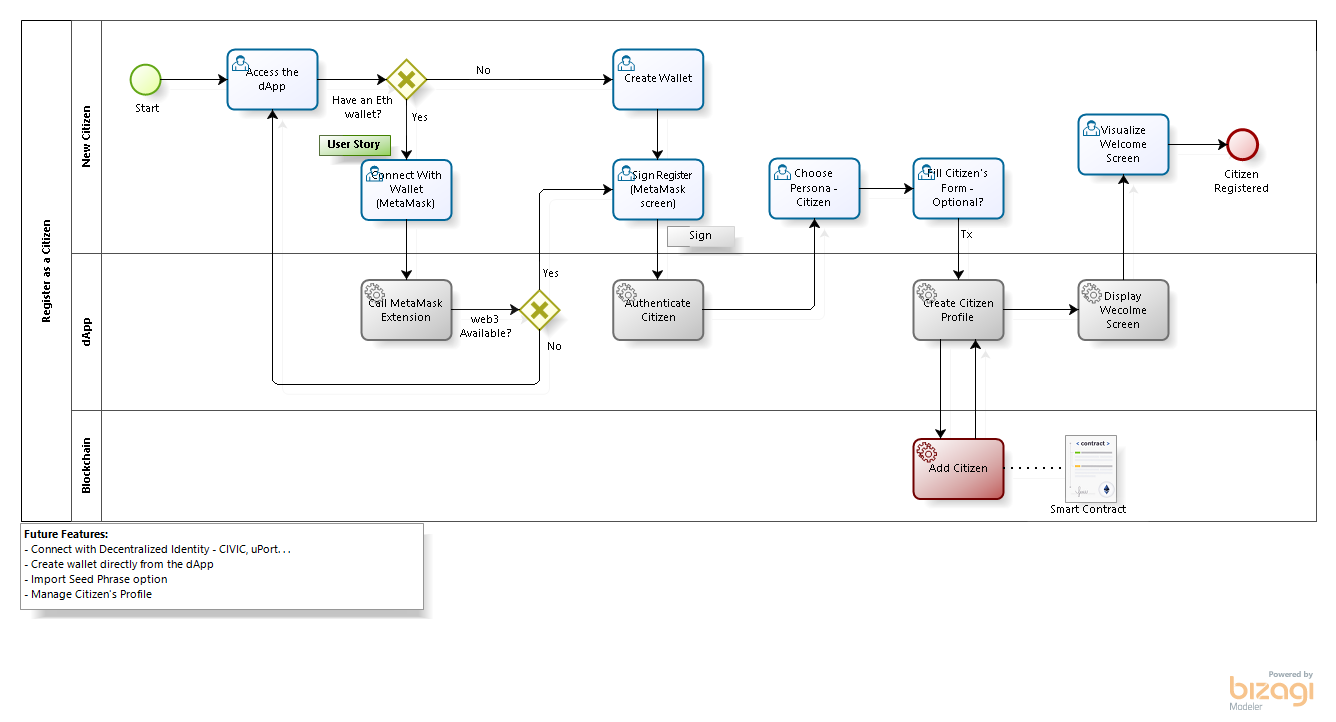 Register as a Citizen
New Citizen
dApp
Blockchain
Start
Access the
dApp
Have an Eth
wallet?
No
Yes
User Story
Connect With
Wallet
(MetaMask)
Create Wallet
Sign Register
(MetaMask
screen)
Sign
Choose
Persona -
Citizen
Fill Citizen's
Form -
Optional?
Tx
Visualize
Welcome
Screen
Citizen
Registered
Call MetaMask
Extension
web3
Available?
Yes
No
Authenticate
Citizen
Create Citizen
Profile
Display
Wecolme
Screen
Add Citizen
< contract >
Smart Contract
Future Features:
- Connect with Decentralized Identity - CIVIC, uPort...
- Create wallet directly from the dApp
- Import Seed Phrase option
- Manage Citizen's Profile
Powered by
bizagi
Modeler